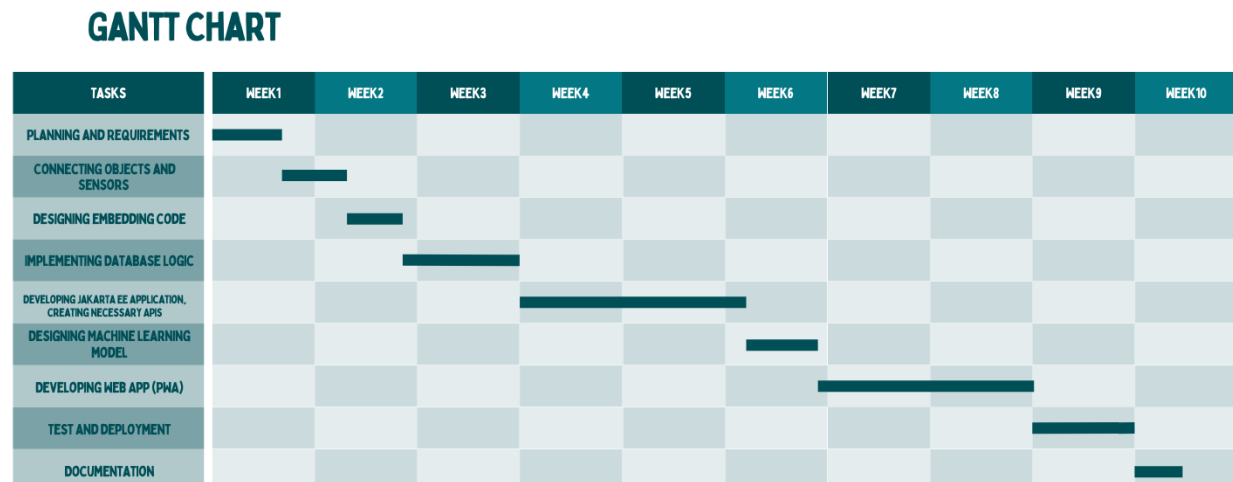 GANTT CHART
TASKS WEEK1 WEEK2 WEEK3 WEEK4 WEEK5 WEEK6 WEEK7 WEEK8 WEEK9 WEEK10
PLANNING AND REQUIREMENTS
CONNECTING OBJECTS AND
SENSORS
DESIGNING EMBEDDING CODE
IMPLEMENTING DATABASE LOGIC
DEVELOPING JAKARTA EE APPLICATION,
CREATING NECESSARY APIS
DESIGNING MACHINE LEARNING
MODEL
DEVELOPING WEB APP (PWA)
TEST AND DEPLOYMENT
DOCUMENTATION